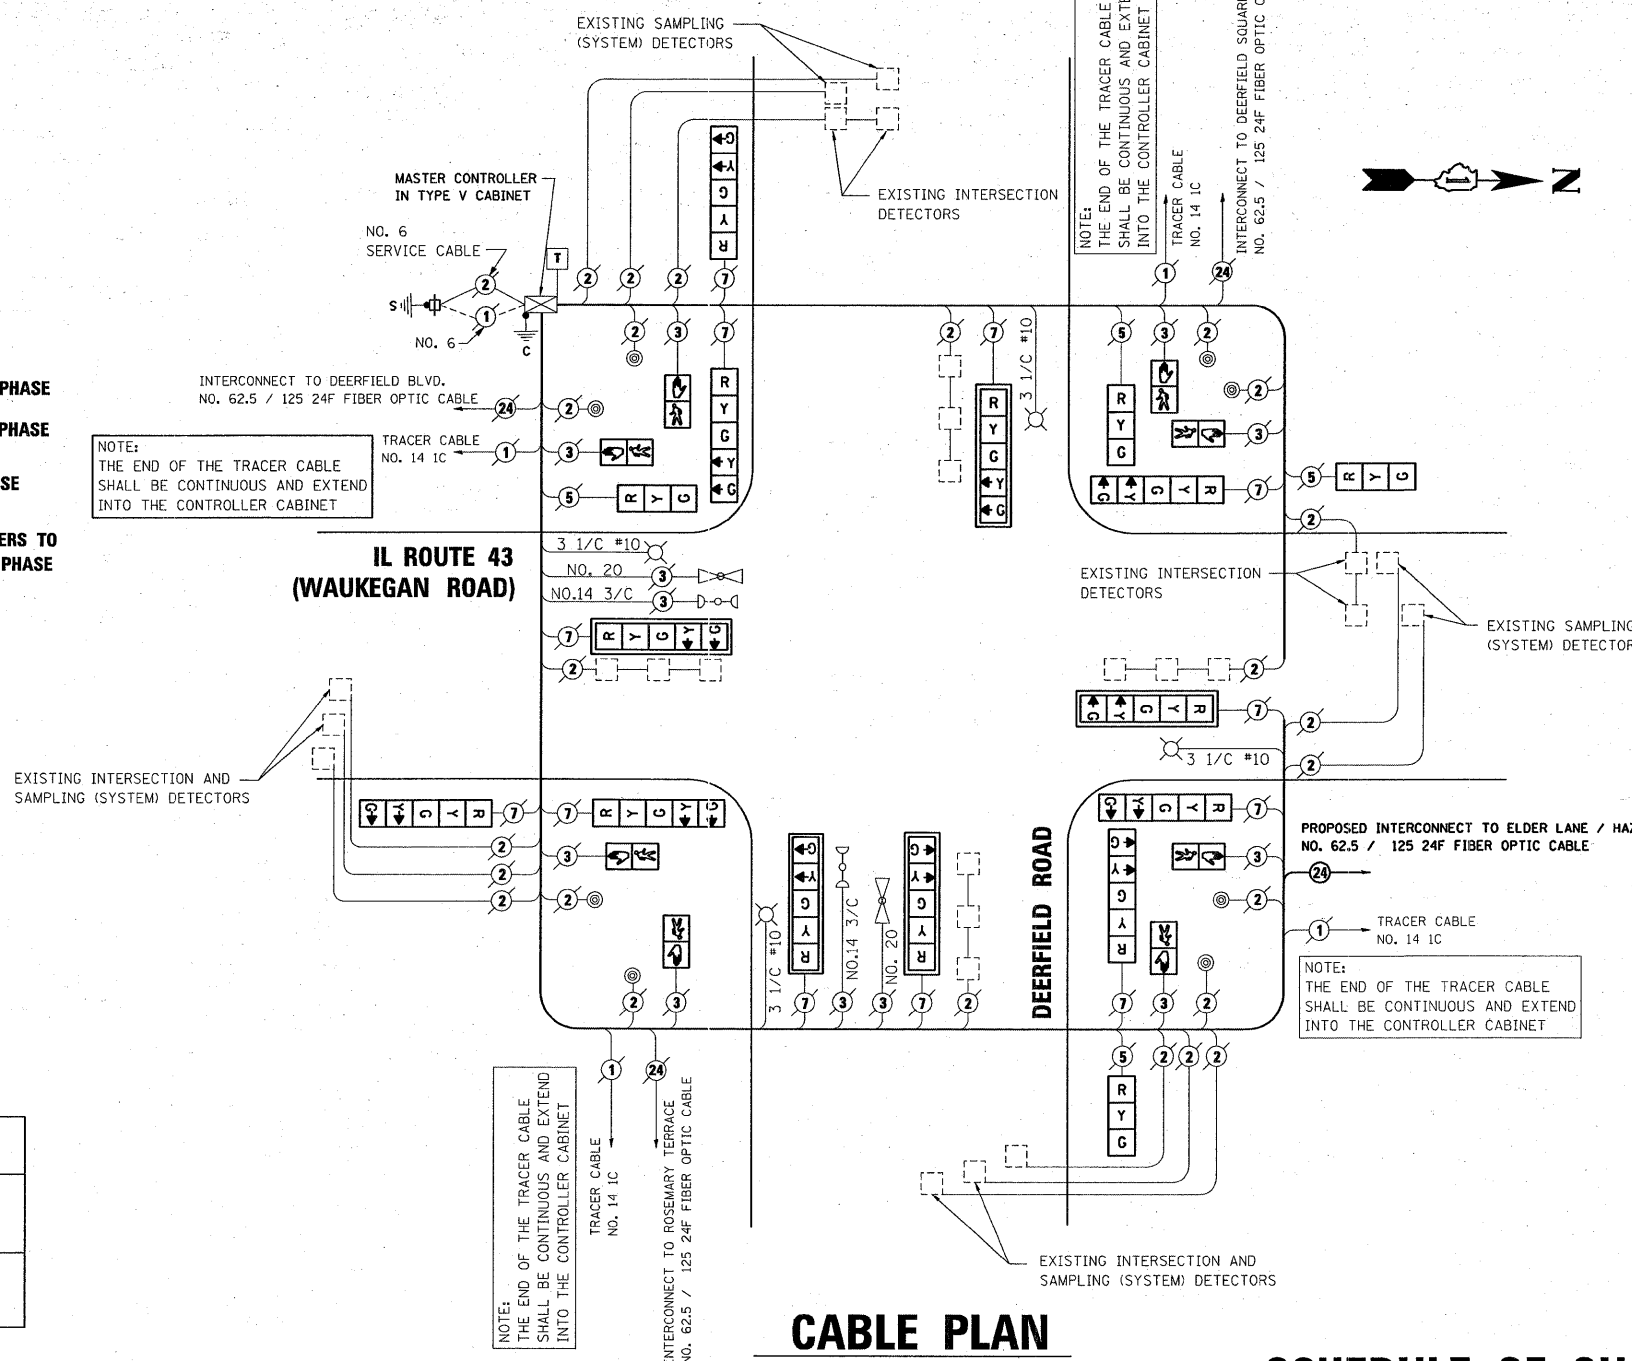 EXISTING SAMPLING
(SYSTEM) DETECTORS
MASTER CONTROLLER
IN TYPE V CABINET
NO. 6
SERVICE CABLE
NO. 6
S
C
T
EXISTING INTERSECTION
DETECTORS
NOTE:
THE END OF THE TRACER CABLE
SHALL BE CONTINUOUS AND EXTE
INTO THE CONTROLLER CABINET
TRACER CABLE
NO. 14 1C
INTERCONNECT TO DEERFIELD SQUAR
NO. 62.5 / 125 24F FIBER OPTIC C
N
PHASE
PHASE
SE
ERS TO
PHASE
INTERCONNECT TO DEERFIELD BLVD.
NO. 62.5 / 125 24F FIBER OPTIC CABLE
TRACER CABLE
NO. 14 1C
NOTE:
THE END OF THE TRACER CABLE
SHALL BE CONTINUOUS AND EXTEND
INTO THE CONTROLLER CABINET
3 1/C #10
IL ROUTE 43
(WAUKEGAN ROAD)
3 1/C #10
NO. 20
NO.14 3/C
EXISTING INTERSECTION
DETECTORS
EXISTING SAMPLING
(SYSTEM) DETECTOR
3 1/C #10
EXISTING INTERSECTION AND
SAMPLING (SYSTEM) DETECTORS
3 1/C #10
NO.14 3/C
NO. 20
DEERFIELD ROAD
PROPOSED INTERCONNECT TO ELDER LANE / HAZ
NO. 62.5 / 125 24F FIBER OPTIC CABLE
TRACER CABLE
NO. 14 1C
NOTE:
THE END OF THE TRACER CABLE
SHALL BE CONTINUOUS AND EXTEND
INTO THE CONTROLLER CABINET
NOTE:
THE END OF THE TRACER CABLE
SHALL BE CONTINUOUS AND EXTEND
INTO THE CONTROLLER CABINET
TRACER CABLE
NO. 14 1C
NTERCONNECT TO ROSEMARY TERRACE
NO. 62.5 / 125 24F FIBER OPTIC CABLE
EXISTING INTERSECTION AND
SAMPLING (SYSTEM) DETECTORS
CABLE PLAN